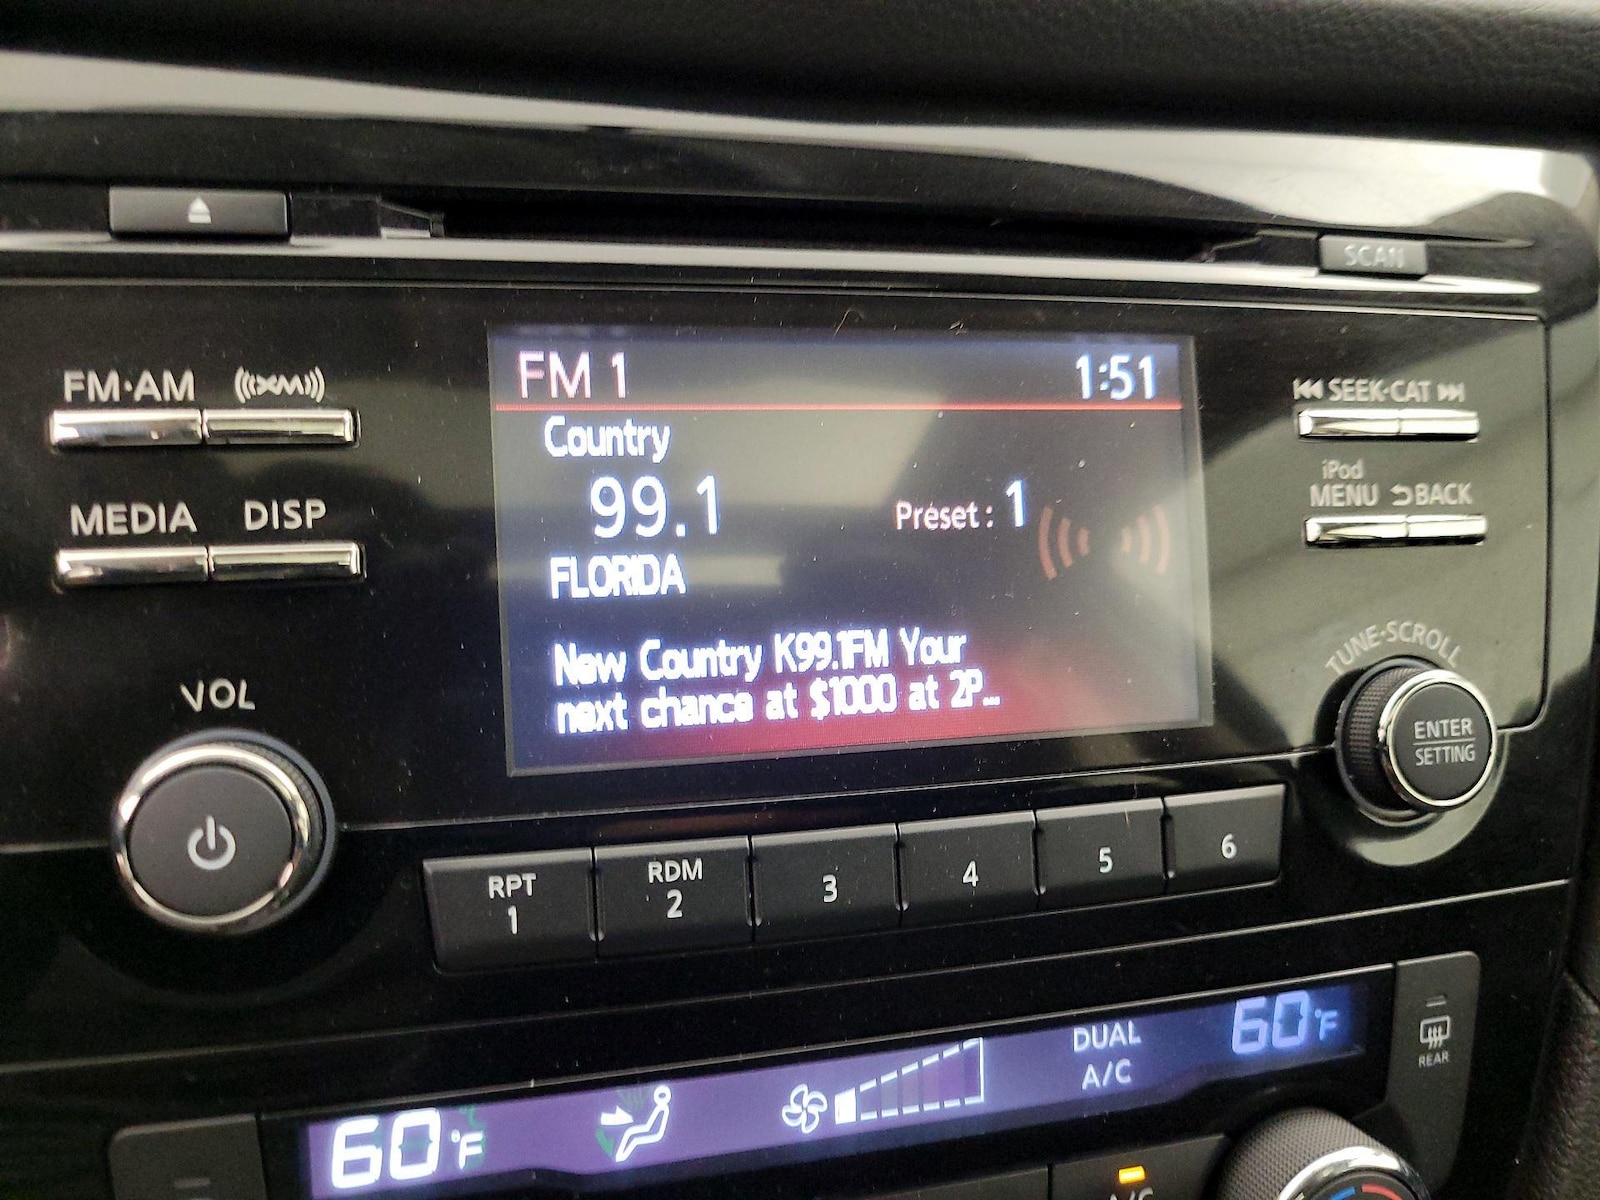 SCAN
FM·AM
XM
FM 1 1:51
SEEK·CAT
Country
99.1 Preset: 1
iPod
MENU BACK
MEDIA DISP
FLORIDA
New Country K99.1FM Your
next chance at $1000 at 2P...
TUNE·SCROLL
VOL
ENTER
SETTING
RPT
1
RDM
2
3
4
5
6
60°F
DUAL
A/C
60°F
REAR
A/C